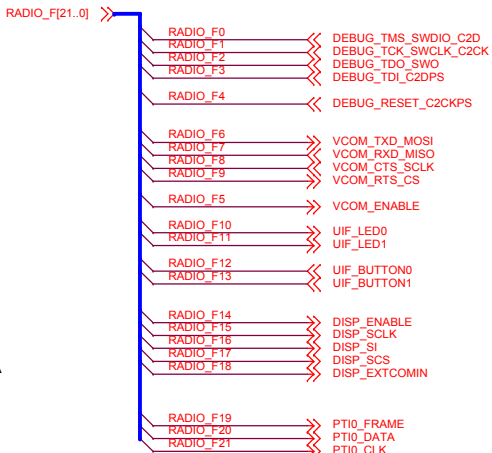 RADIO_F[21..0]
RADIO_F0 DEBUG_TMS_SWDIO_C2D
RADIO_F1 DEBUG_TCK_SWCLK_C2CK
RADIO_F2 DEBUG_TDO_SWO
RADIO_F3 DEBUG_TDI_C2DPS
RADIO_F4 DEBUG_RESET_C2CKPS
RADIO_F6 VCOM_TXD_MOSI
RADIO_F7 VCOM_RXD_MISO
RADIO_F8 VCOM_CTS_SCLK
RADIO_F9 VCOM_RTS_CS
RADIO_F5 VCOM_ENABLE
RADIO_F10 UIF_LED0
RADIO_F11 UIF_LED1
RADIO_F12 UIF_BUTTON0
RADIO_F13 UIF_BUTTON1
RADIO_F14 DISP_ENABLE
RADIO_F15 DISP_SCLK
RADIO_F16 DISP_SI
RADIO_F17 DISP_SCS
RADIO_F18 DISP_EXTCOMIN
RADIO_F19 PTI0_FRAME
RADIO_F20 PTI0_DATA
RADIO_F21 PTI0_CLK